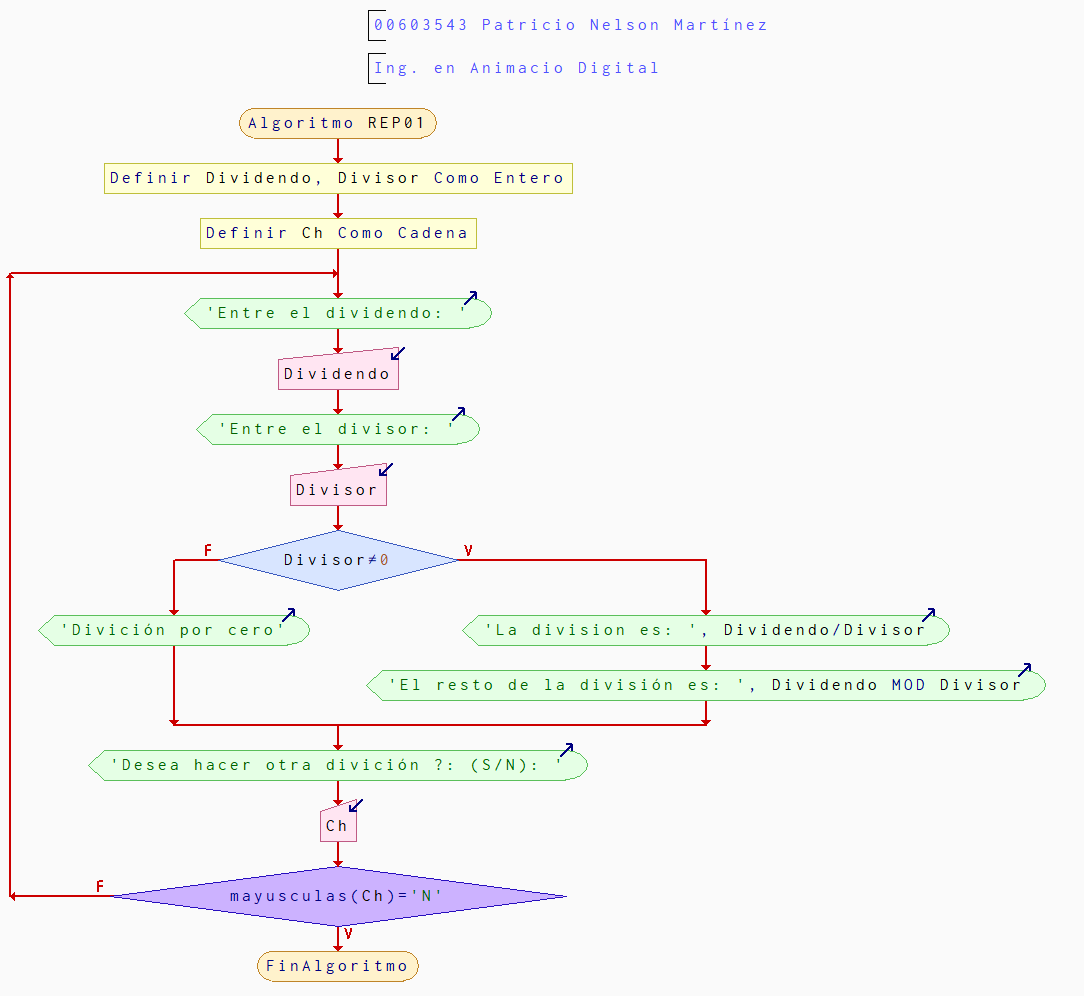 00603543 Patricio Nelson Martínez
Ing. en Animacio Digital
Algoritmo REP01
Definir Dividendo, Divisor Como Entero
Definir Ch Como Cadena
'Entre el dividendo: '
Dividendo
'Entre el divisor: '
Divisor
F
V
Divisor≠0
'Divición por cero'
'La division es: ', Dividendo/Divisor
'El resto de la división es: ', Dividendo MOD Divisor
'Desea hacer otra divición ?: (S/N): '
Ch
F
mayusculas(Ch)='N'
V
FinAlgoritmo